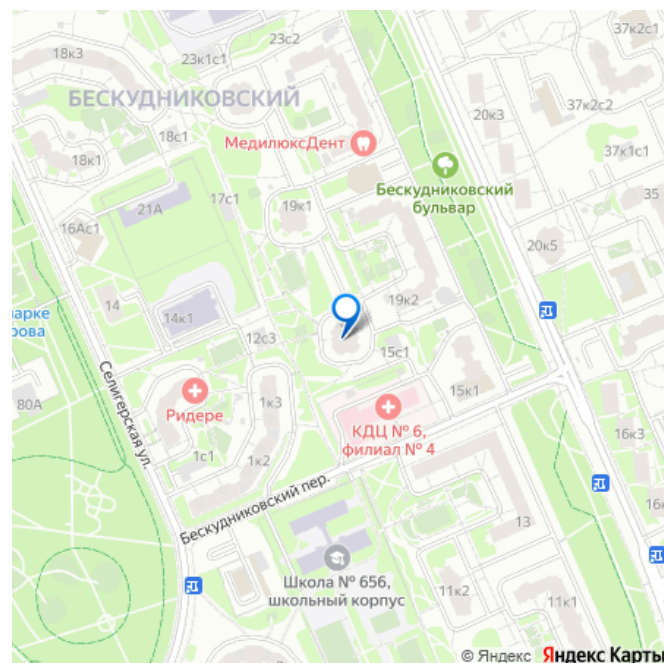 18к3
23с2
23к1с1
37к2с1
БЕСКУДНИКОВСКИЙ
20к3
37к2с2
18с1
МедилюксДент
37к1с1
18к1
Бескудниковский
бульвар
35
21А
17с1
19к1
16Ас1
20к5
парке
рова
14
14к1
19к2
12с3
15с1
Селигерская ул.
80А
Ридере
1к3
15к1
КДЦ № 6,
филиал № 4
1с1
1к2
16к3
Бескудниковский пер.
13
Школа № 656,
школьный корпус
11к2
11к1
© Яндекс Яндекс Карты